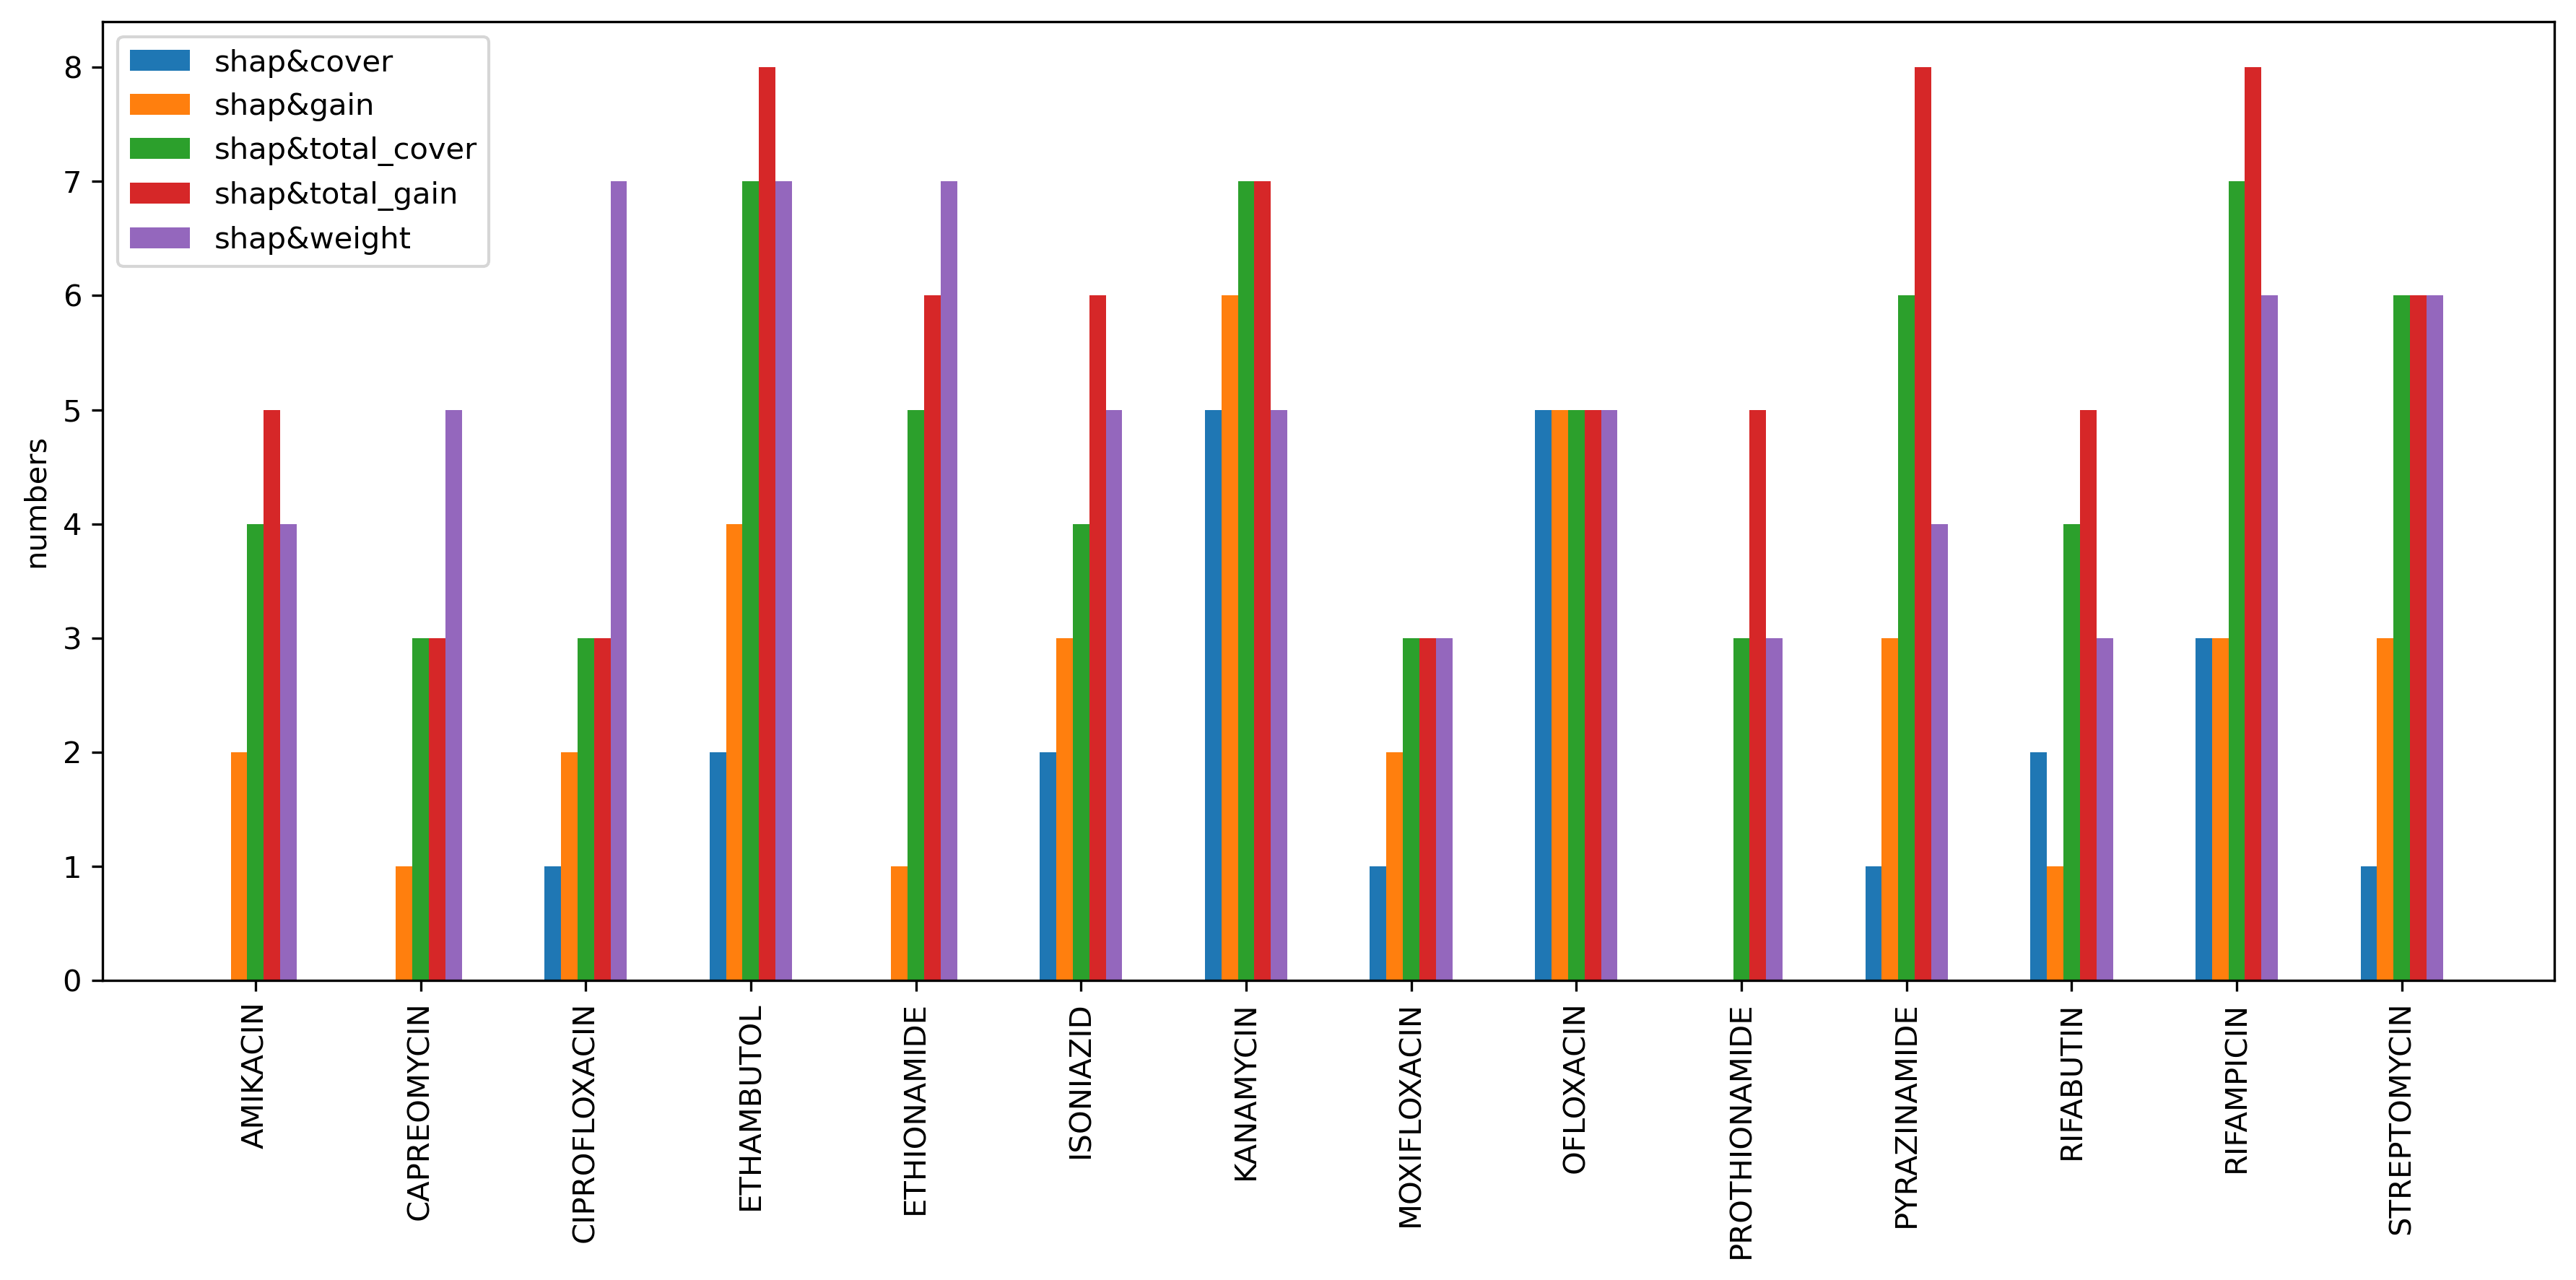 shap&cover
shap&gain
shap&total_cover
shap&total_gain
shap&weight
numbers
8
7
6
5
4
3
2
1
0
AMIKACIN
CAPREOMYCIN
CIPROFLOXACIN
ETHAMBUTOL
ETHIONAMIDE
ISONIAZID
KANAMYCIN
MOXIFLOXACIN
OFLOXACIN
PROTHIONAMIDE
PYRAZINAMIDE
RIFABUTIN
RIFAMPICIN
STREPTOMYCIN